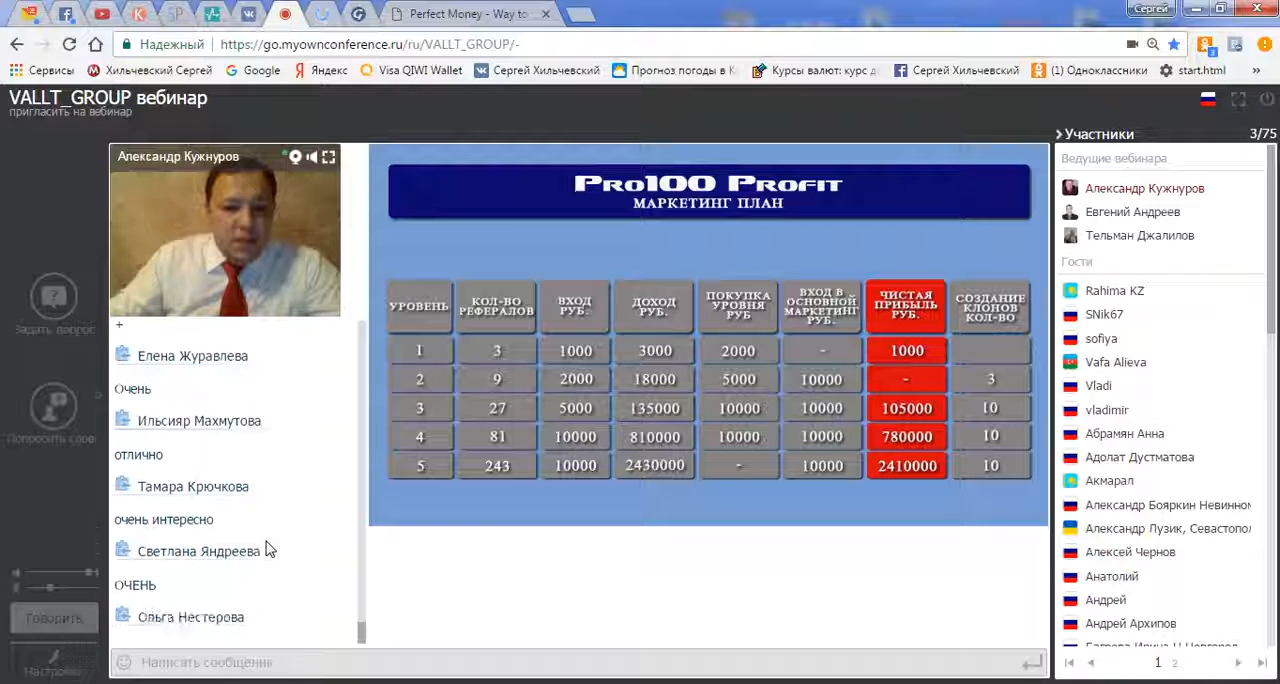 Сергей
Perfect Money - Way to
Надежный
https://go.myownconference.ru/ru/VALLT_GROUP/-
Сервисы
Хильчевский Сергей
Google
Яндекс
Visa QIWI Wallet
Сергей Хильчевский
Прогноз погоды в К
Курсы валют: курс д
Сергей Хильчевский
(1) Одноклассники
start.html
»
VALLT_GROUP вебинар
пригласить на вебинар
Задать вопрос
Говорить
Александр Кужнуров
+
Елена Журавлева
Очень
Ильсияр Махмутова
отлично
Тамара Крючкова
очень интересно
Светлана Яндреева
ОЧЕНЬ
Ольга Нестерова
Написать сообщение
PRO100 PROFIT
МАРКЕТИНГ ПЛАН
УРОВЕНЬ
КОЛ-ВО
РЕФЕРАЛОВ
ВХОД
РУБ.
ДОХОД
РУБ.
ПОКУПКА
УРОВНЯ
РУБ
ВХОД В
ОСНОВНОЙ
МАРКЕТИНГ
РУБ.
ЧИСТАЯ
ПРИБЫЛЬ
РУБ.
СОЗДАНИЕ
КЛОНОВ
КОЛ-ВО
1 3 1000 3000 2000 - 1000
2 9 2000 18000 5000 10000 - 3
3 27 5000 135000 10000 10000 105000 10
4 81 10000 810000 10000 10000 780000 10
5 243 10000 2430000 - 10000 2410000 10
Участники 3/75
Ведущие вебинара
Александр Кужнуров
Евгений Андреев
Тельман Джалилов
Гости
Rahima KZ
SNik67
sofiya
Vafa Alieva
Vladi
vladimir
Абрамян Анна
Адолат Дустматова
Акмарал
Александр Бояркин Невинном
Александр Лузик, Севастопол
Алексей Чернов
Анатолий
Андрей
Андрей Архипов
1 2